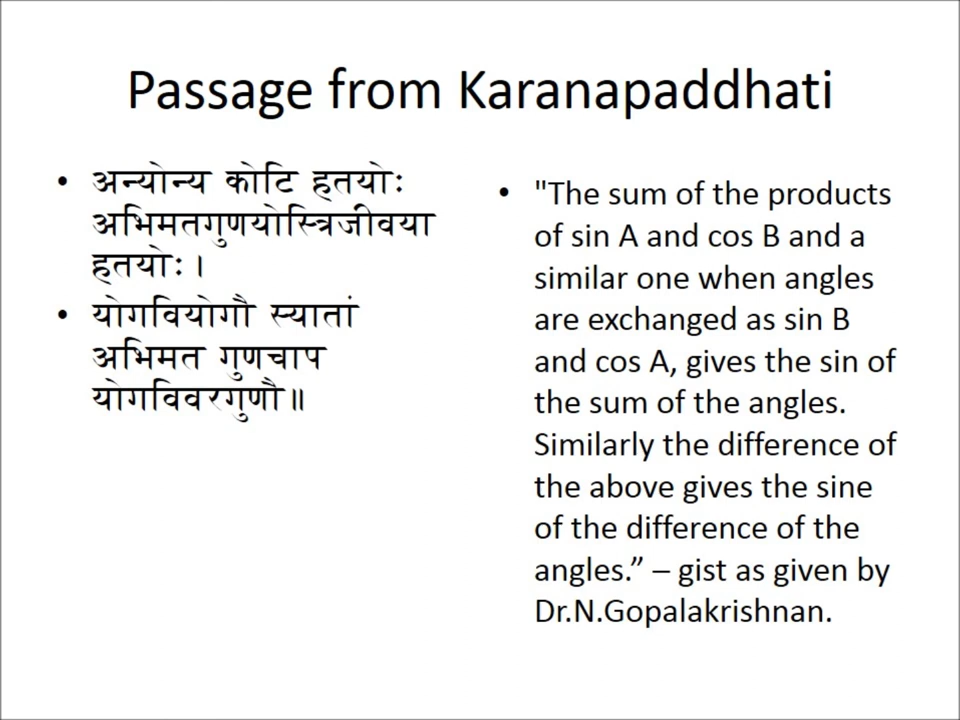 Passage from Karanapaddhati
• अन्योन्य कोटि हतयोः
अभिमतगुणयोस्त्रिजीवया
हतयोः ।
• योगवियोगौ स्यातां
अभिमत गुणचाप
योगविवरगुणौ॥
• "The sum of the products
of sin A and cos B and a
similar one when angles
are exchanged as sin B
and cos A, gives the sin of
the sum of the angles.
Similarly the difference of
the above gives the sine
of the difference of the
angles.” – gist as given by
Dr.N.Gopalakrishnan.